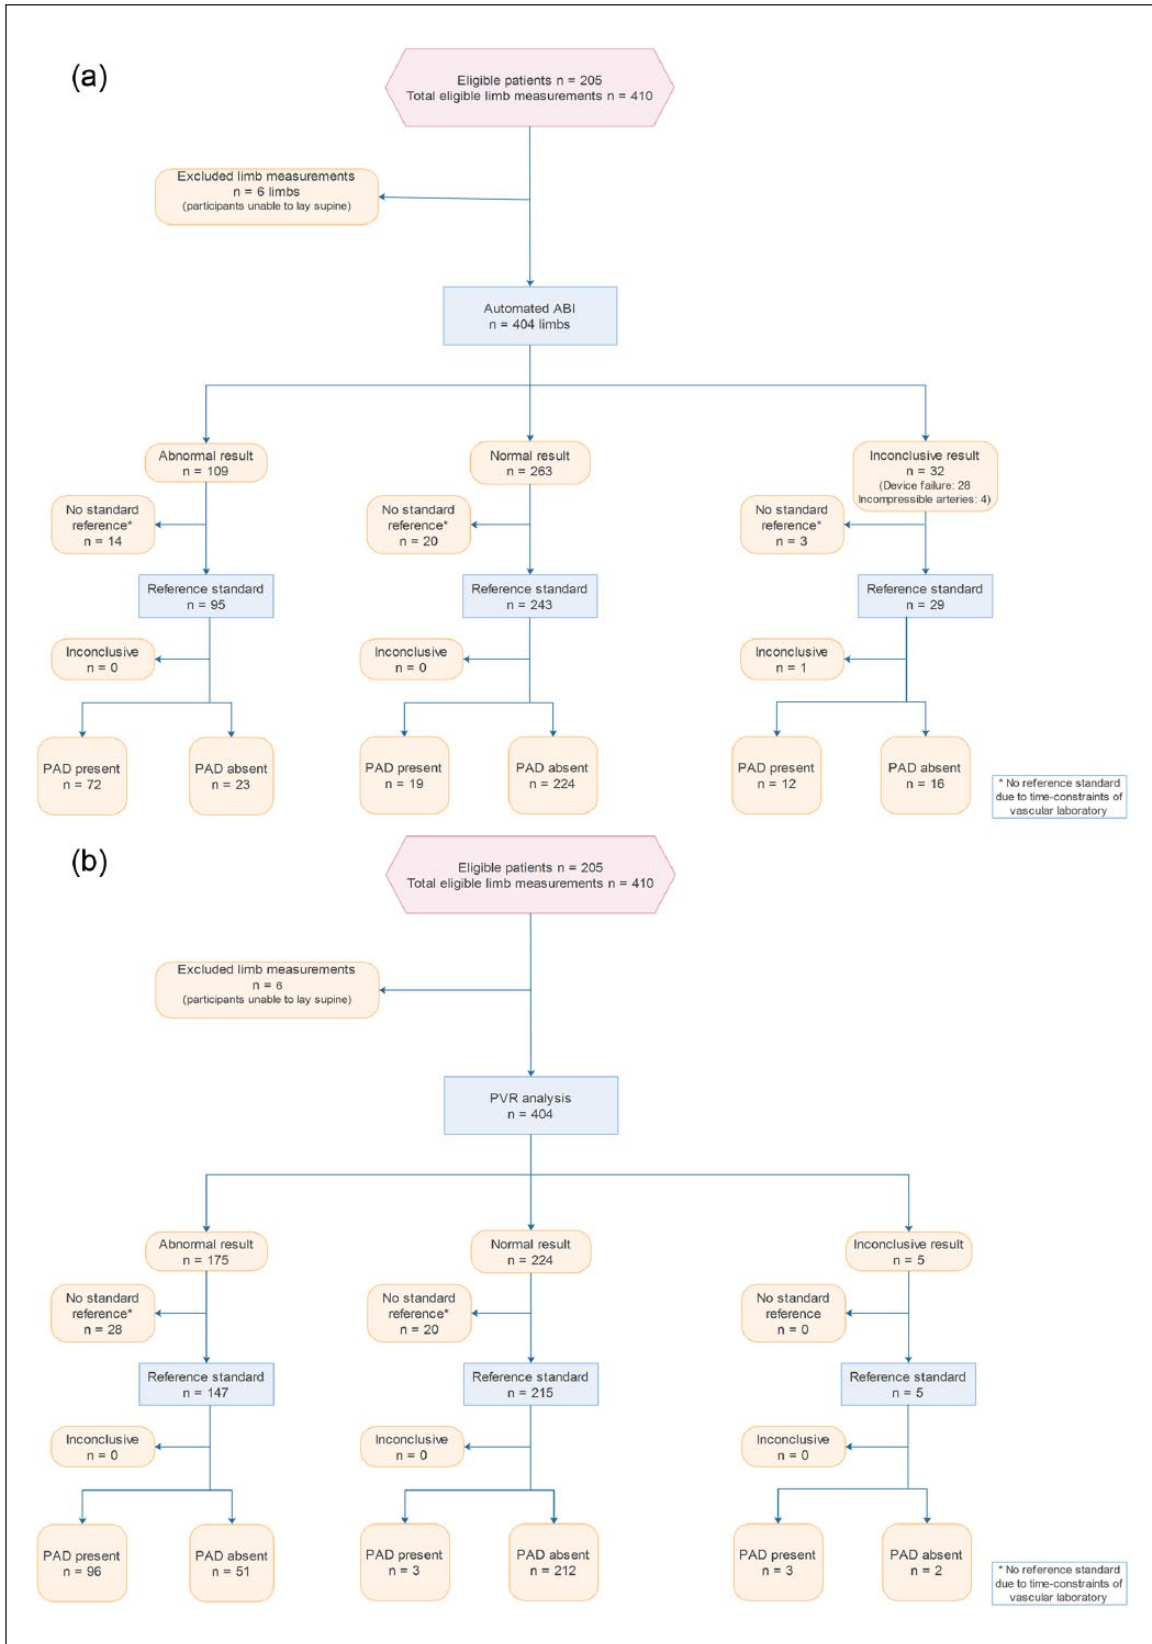 (a)
Eligible patients n = 205
Total eligible limb measurements n = 410
Excluded limb measurements
n = 6 limbs
(participants unable to lay supine)
Automated ABI
n = 404 limbs
Abnormal result
n = 109
Normal result
n = 263
Inconclusive result
n = 32
(Device failure: 28
Incompressible arteries: 4)
No standard
reference*
n = 14
No standard
reference*
n = 20
No standard
reference*
n = 3
Reference standard
n = 95
Reference standard
n = 243
Reference standard
n = 29
Inconclusive
n = 0
Inconclusive
n = 0
Inconclusive
n = 1
PAD present
n = 72
PAD absent
n = 23
PAD present
n = 19
PAD absent
n = 224
PAD present
n = 12
PAD absent
n = 16
* No reference standard
due to time-constraints of
vascular laboratory
(b)
Eligible patients n = 205
Total eligible limb measurements n = 410
Excluded limb measurements
n = 6
(participants unable to lay supine)
PVR analysis
n = 404
Abnormal result
n = 175
Normal result
n = 224
Inconclusive result
n = 5
No standard
reference*
n = 28
No standard
reference*
n = 20
No standard
reference
n = 0
Reference standard
n = 147
Reference standard
n = 215
Reference standard
n = 5
Inconclusive
n = 0
Inconclusive
n = 0
Inconclusive
n = 0
PAD present
n = 96
PAD absent
n = 51
PAD present
n = 3
PAD absent
n = 212
PAD present
n = 3
PAD absent
n = 2
* No reference standard
due to time-constraints of
vascular laboratory